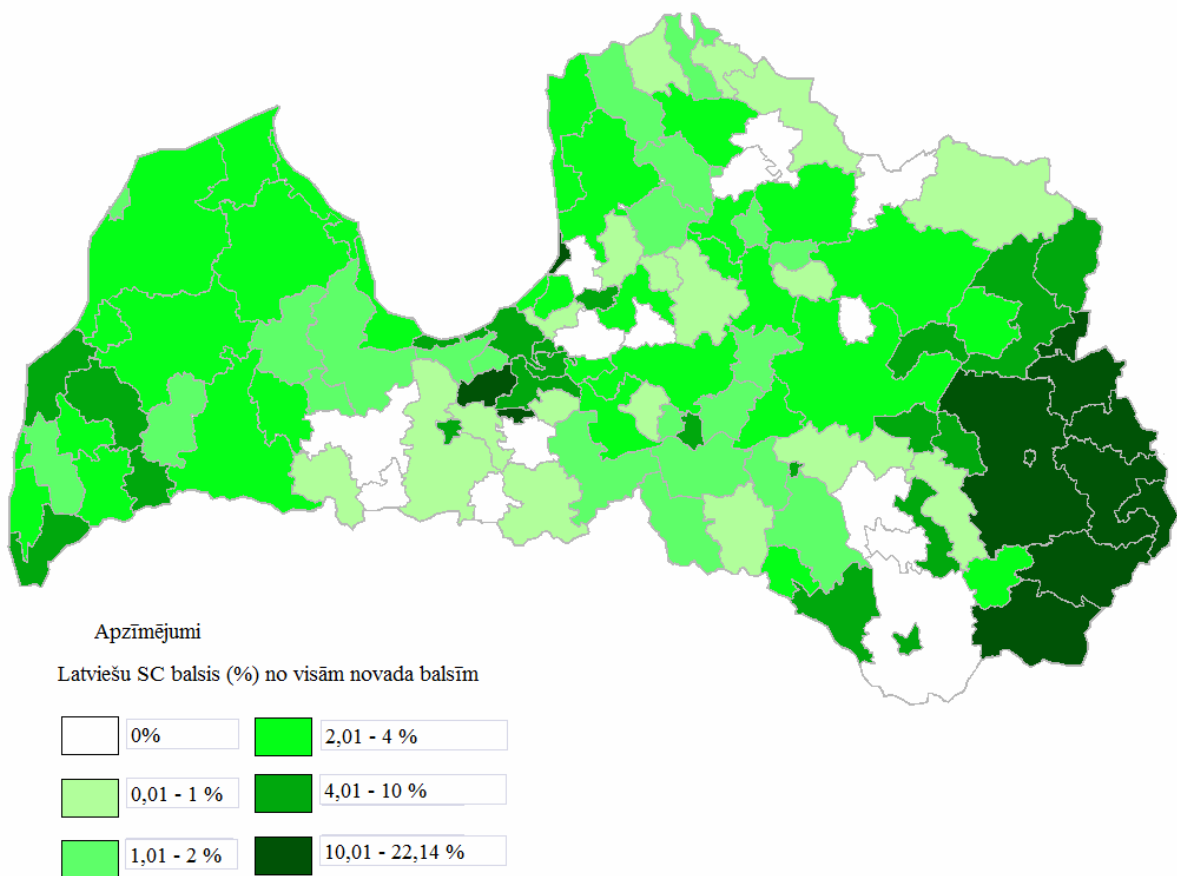 Apzīmējumi
Latviešu SC balsis (%) no visām novada balsīm
0%
2,01 - 4 %
0,01 - 1 %
4,01 - 10 %
1,01 - 2 %
10,01 - 22,14 %